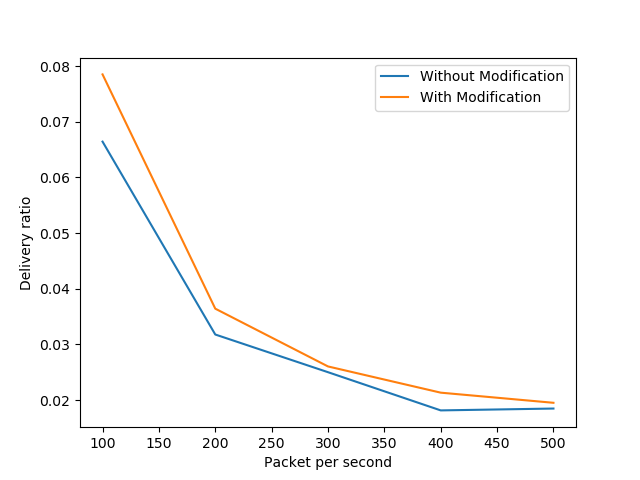 Without Modification
With Modification
0.08
0.07
0.06
0.05
0.04
0.03
0.02
Delivery ratio
100 150 200 250 300 350 400 450 500
Packet per second